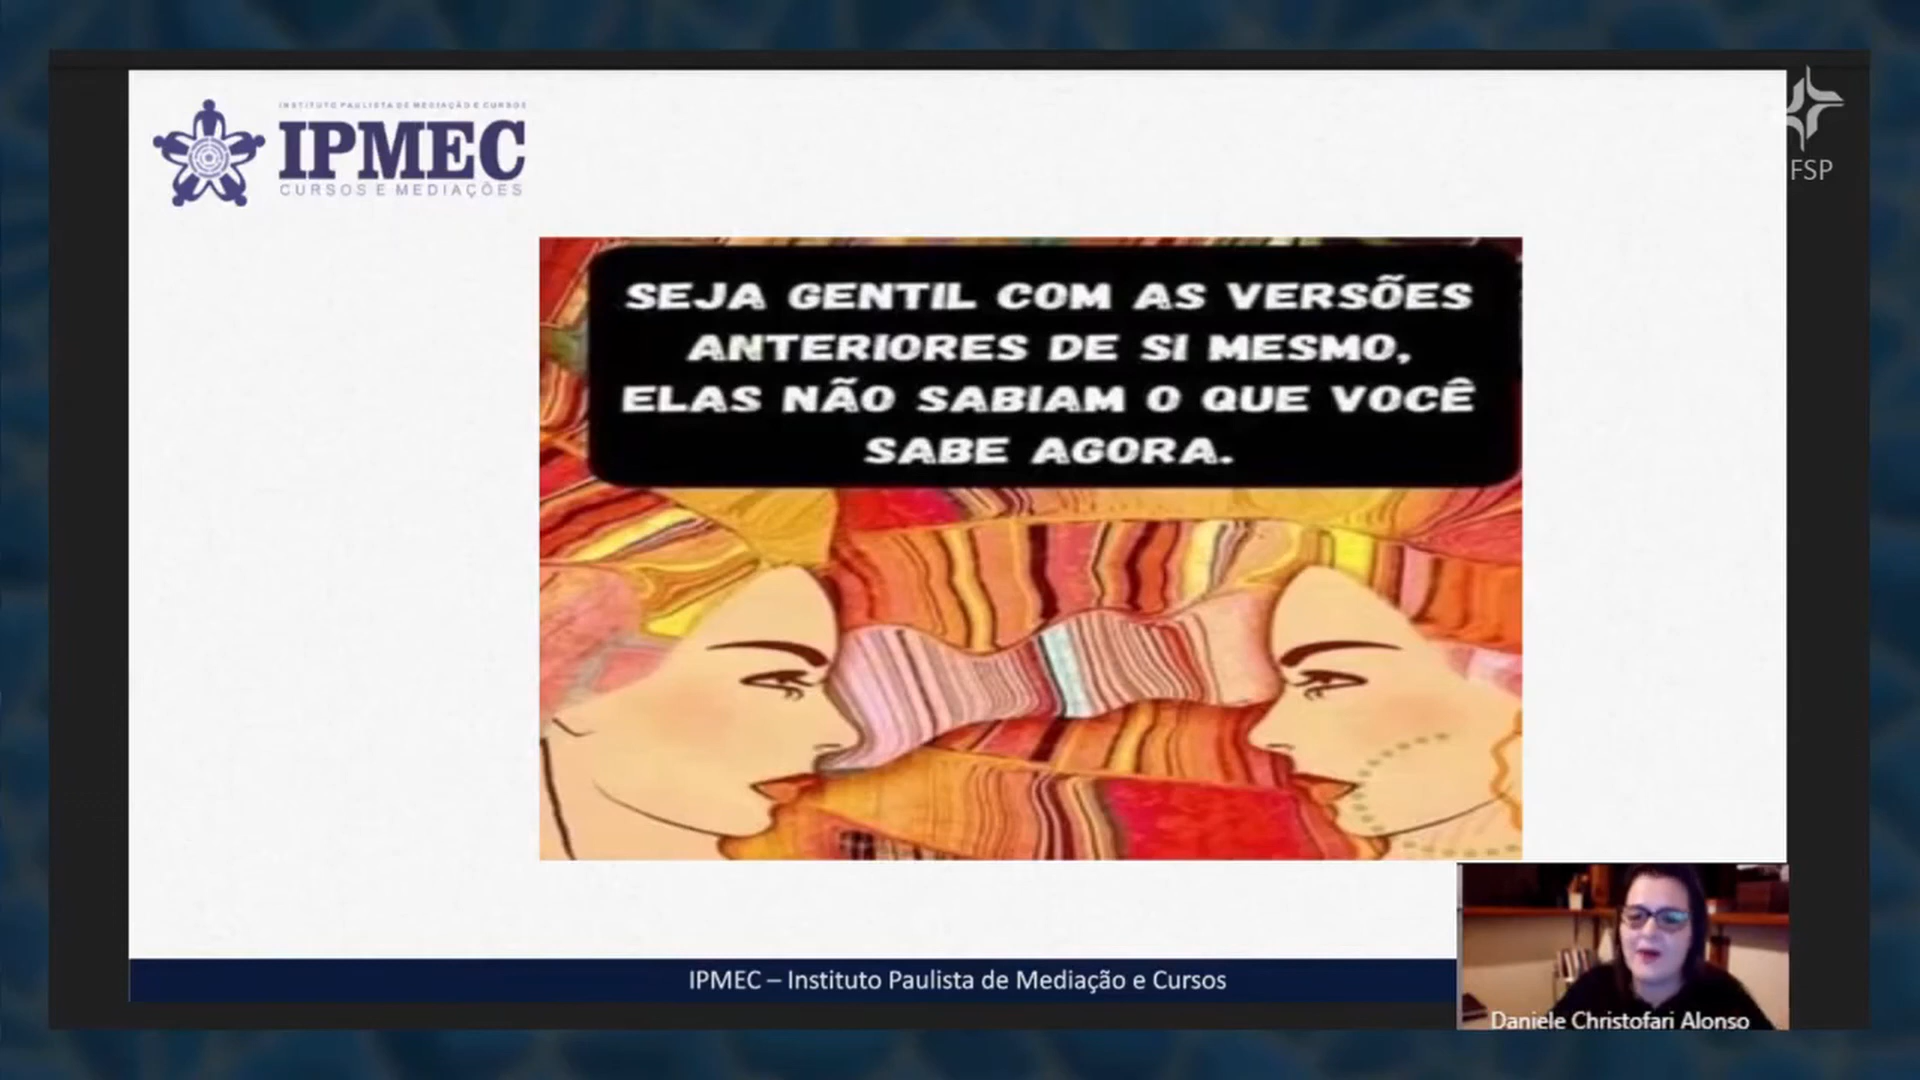 INSTITUTO PAULISTA DE MEDIAÇÃO E CURSOS
IPMEC
CURSOS E MEDIAÇÕES
FSP
SEJA GENTIL COM AS VERSÕES
ANTERIORES DE SI MESMO,
ELAS NÃO SABIAM O QUE VOCÊ
SABE AGORA.
IPMEC – Instituto Paulista de Mediação e Cursos
Daniele Christofari Alonso